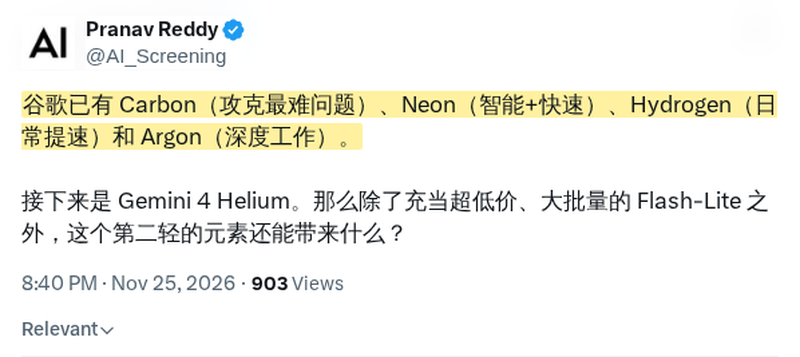 AI
Pranav Reddy
@AI_Screening
谷歌已有 Carbon（攻克最难问题）、Neon（智能+快速）、Hydrogen（日
常提速）和 Argon（深度工作）。
接下来是 Gemini 4 Helium。那么除了充当超低价、大批量的 Flash-Lite 之
外，这个第二轻的元素还能带来什么？
8:40 PM · Nov 25, 2026 · 903 Views
Relevant